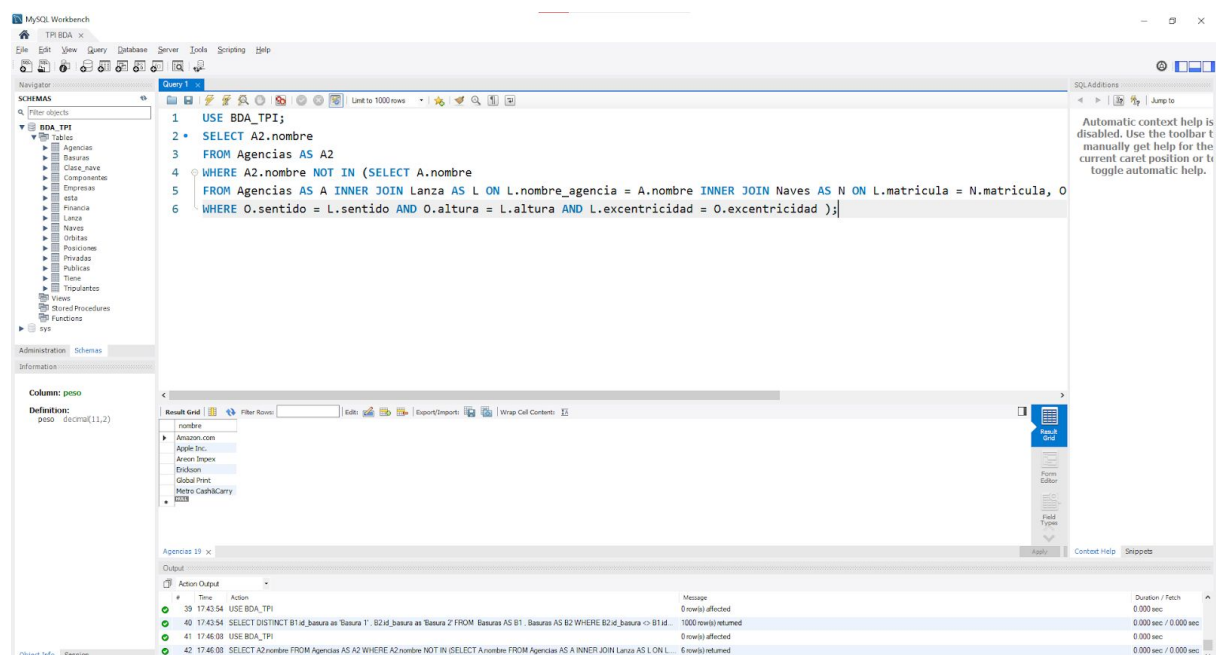 MySQL Workbench
TPI BDA ×
File Edit View Query Database Server Tools Scripting Help
Navigator
SCHEMAS
Filter objects
BDA_TPI
Tables
Agencias
Basuras
Clase_nave
Componentes
Empresas
esta
Financia
Lanza
Naves
Orbitas
Posiciones
Privadas
Publicas
Tiene
Tripulantes
Views
Stored Procedures
Functions
sys
Administration Schemas
Information
Column: peso
Definition:
peso decimal(11,2)
Object Info Session
Query 1 ×
Limit to 1000 rows
1 USE BDA_TPI;
2 SELECT A2.nombre
3 FROM Agencias AS A2
4 WHERE A2.nombre NOT IN (SELECT A.nombre
5 FROM Agencias AS A INNER JOIN Lanza AS L ON L.nombre_agencia = A.nombre INNER JOIN Naves AS N ON L.matricula = N.matricula, O
6 WHERE O.sentido = L.sentido AND O.altura = L.altura AND L.excentricidad = O.excentricidad );
Result Grid Filter Rows: Edit: Export/Import: Wrap Cell Content:
nombre
Amazon.com
Apple Inc.
Areon Impex
Erickson
Global Print
Metro Cash&Carry
NULL
Result Grid
Form Editor
Field Types
Agencias 19 ×
Apply
SQLAdditions
Jump to
Automatic context help is
disabled. Use the toolbar t
manually get help for the
current caret position or t
toggle automatic help.
Context Help Snippets
Output
Action Output
# Time Action Message Duration / Fetch
39 17:43:54 USE BDA_TPI 0 row(s) affected 0.000 sec
40 17:43:54 SELECT DISTINCT B1.id_basura as 'Basura 1' , B2.id_basura as 'Basura 2' FROM Basuras AS B1 , Basuras AS B2 WHERE B2.id_basura <> B1.id... 1000 row(s) returned 0.000 sec / 0.000 sec
41 17:46:08 USE BDA_TPI 0 row(s) affected 0.000 sec
42 17:46:08 SELECT A2.nombre FROM Agencias AS A2 WHERE A2.nombre NOT IN (SELECT A.nombre FROM Agencias AS A INNER JOIN Lanza AS L ON L... 6 row(s) returned 0.000 sec / 0.000 sec